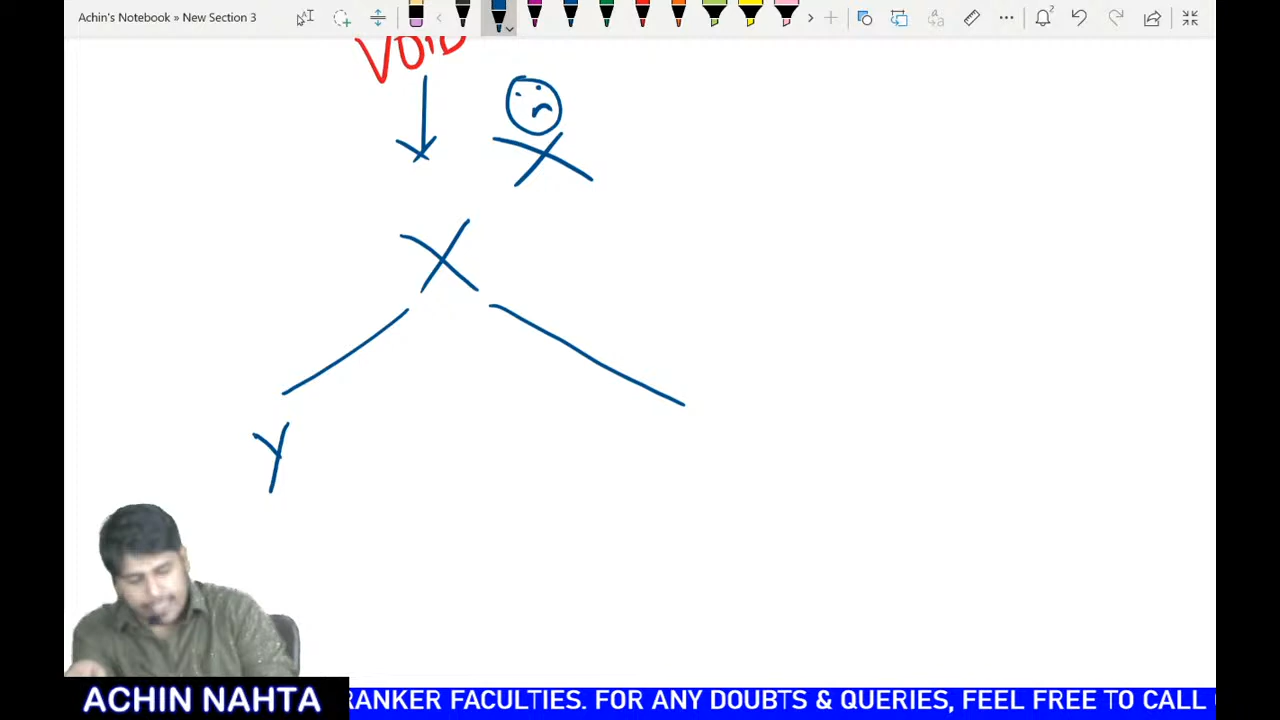 Achin's Notebook » New Section 3
VOID
X
X
Y
ACHIN NAHTA
RANKER FACULTIES. FOR ANY DOUBTS & QUERIES, FEEL FREE TO CALL